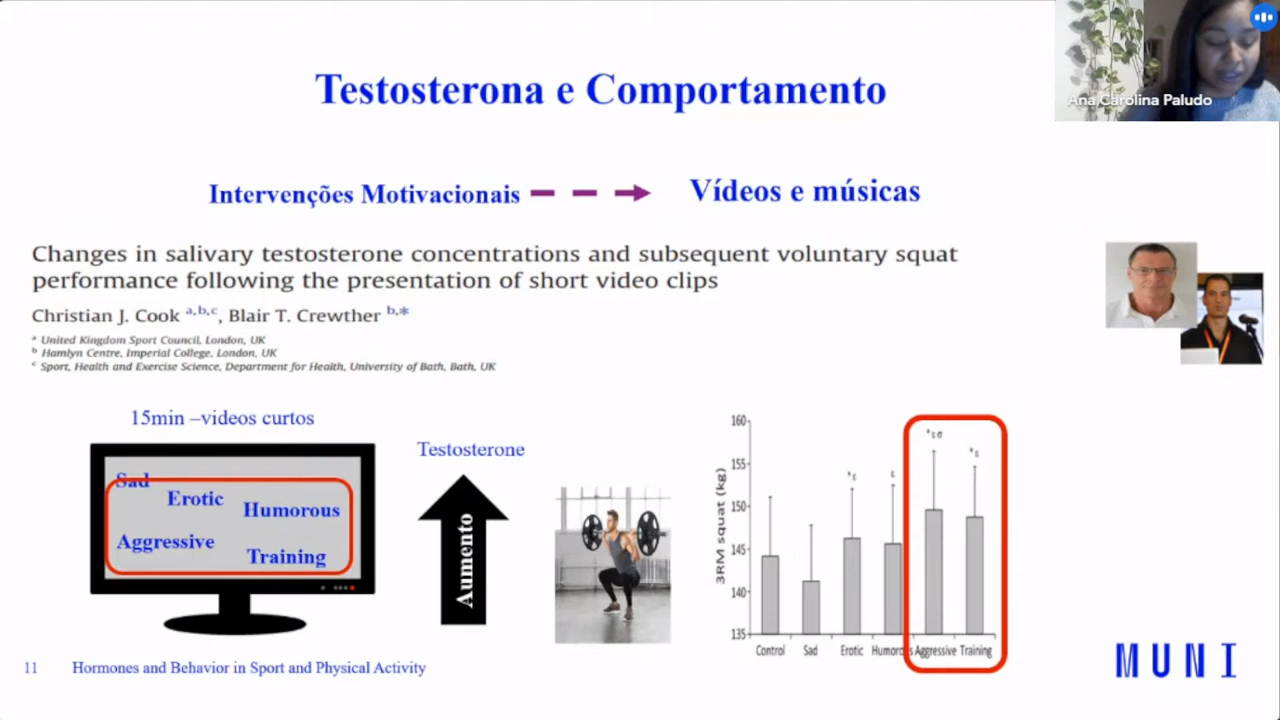 Ana Carolina Paludo
Testosterona e Comportamento
Intervenções Motivacionais
Vídeos e músicas
Changes in salivary testosterone concentrations and subsequent voluntary squat
performance following the presentation of short video clips
Christian J. Cook a,b,c, Blair T. Crewther b,*
a United Kingdom Sport Council, London, UK
b Hamlyn Centre, Imperial College, London, UK
c Sport, Health and Exercise Science, Department for Health, University of Bath, Bath, UK
15min –videos curtos
Sad
Erotic
Humorous
Aggressive
Training
Testosterone
Aumento
3RM squat (kg)
160
155
150
145
140
135
*ε
ε
*εσ
*ε
Control Sad Erotic Humorous Aggressive Training
11 Hormones and Behavior in Sport and Physical Activity
MUNI